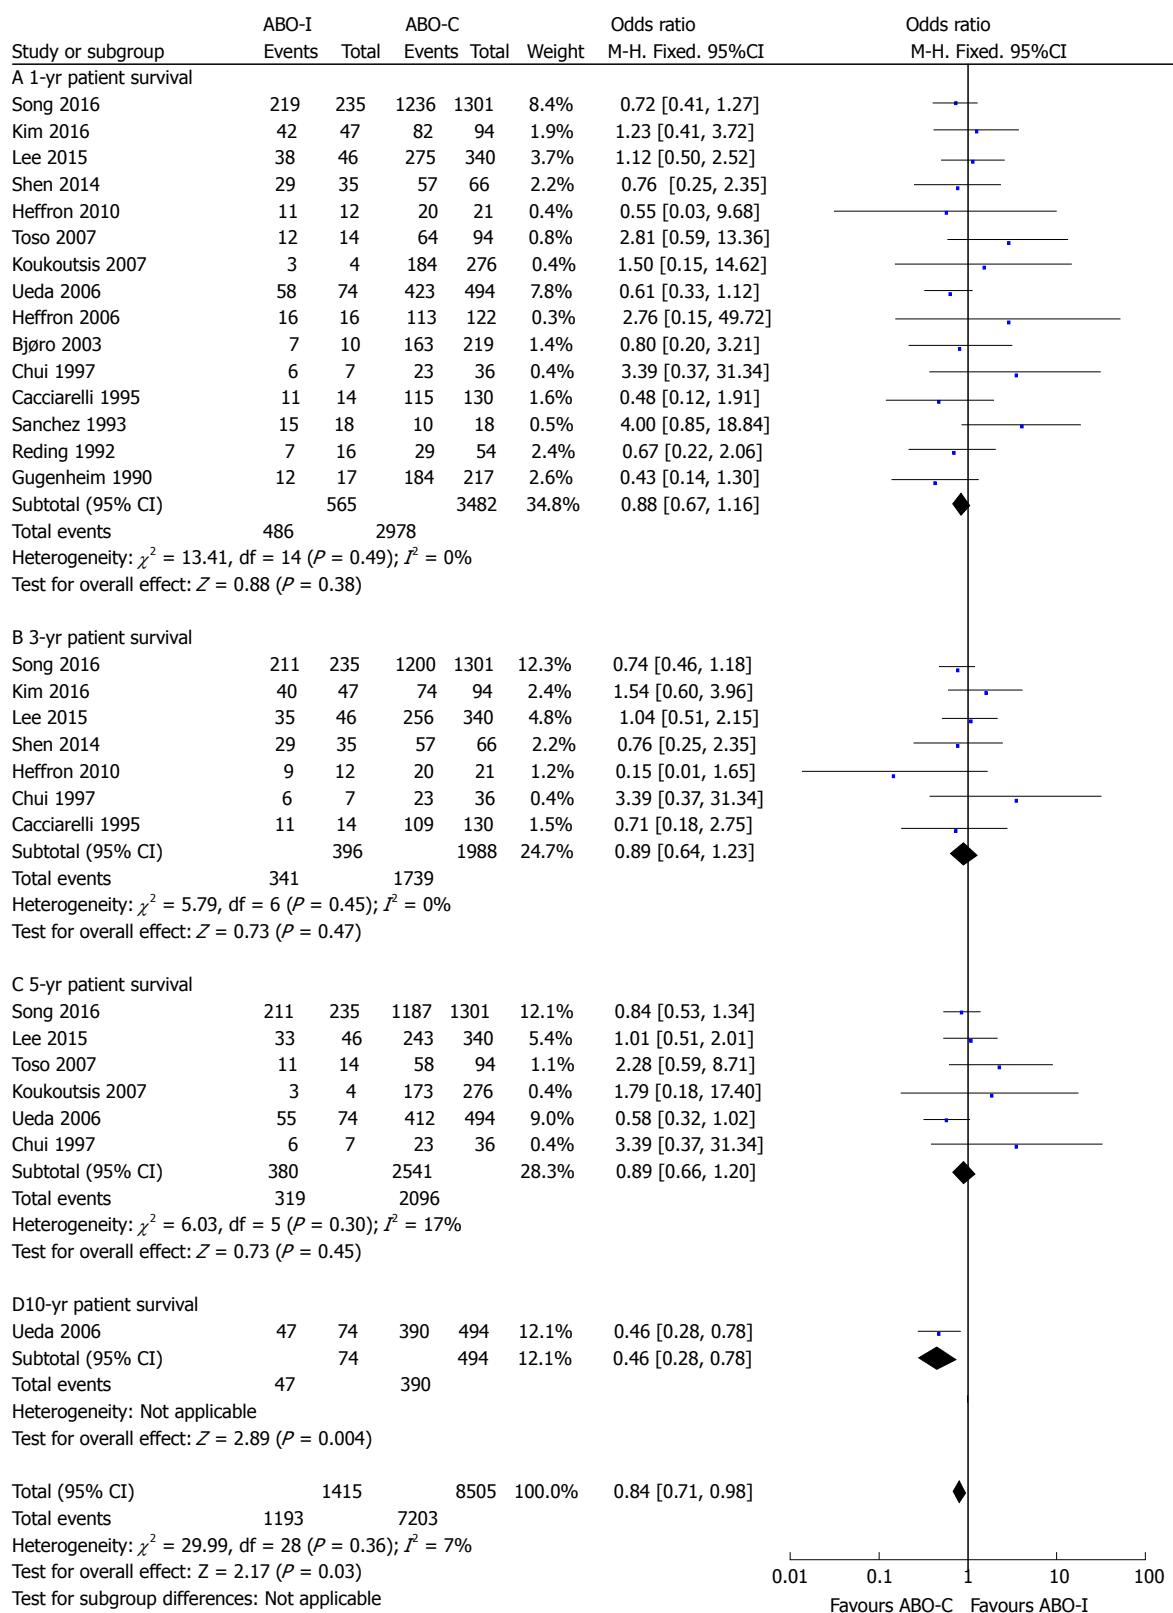 ABO-I ABO-C Odds ratio Odds ratio
Study or subgroup Events Total Events Total Weight M-H. Fixed. 95%CI M-H. Fixed. 95%CI
A 1-yr patient survival
Song 2016 219 235 1236 1301 8.4% 0.72 [0.41, 1.27]
Kim 2016 42 47 82 94 1.9% 1.23 [0.41, 3.72]
Lee 2015 38 46 275 340 3.7% 1.12 [0.50, 2.52]
Shen 2014 29 35 57 66 2.2% 0.76 [0.25, 2.35]
Heffron 2010 11 12 20 21 0.4% 0.55 [0.03, 9.68]
Toso 2007 12 14 64 94 0.8% 2.81 [0.59, 13.36]
Koukoutsis 2007 3 4 184 276 0.4% 1.50 [0.15, 14.62]
Ueda 2006 58 74 423 494 7.8% 0.61 [0.33, 1.12]
Heffron 2006 16 16 113 122 0.3% 2.76 [0.15, 49.72]
Bjøro 2003 7 10 163 219 1.4% 0.80 [0.20, 3.21]
Chui 1997 6 7 23 36 0.4% 3.39 [0.37, 31.34]
Cacciarelli 1995 11 14 115 130 1.6% 0.48 [0.12, 1.91]
Sanchez 1993 15 18 10 18 0.5% 4.00 [0.85, 18.84]
Reding 1992 7 16 29 54 2.4% 0.67 [0.22, 2.06]
Gugenheim 1990 12 17 184 217 2.6% 0.43 [0.14, 1.30]
Subtotal (95% CI) 565 3482 34.8% 0.88 [0.67, 1.16]
Total events 486 2978
Heterogeneity: χ² = 13.41, df = 14 (P = 0.49); I² = 0%
Test for overall effect: Z = 0.88 (P = 0.38)
B 3-yr patient survival
Song 2016 211 235 1200 1301 12.3% 0.74 [0.46, 1.18]
Kim 2016 40 47 74 94 2.4% 1.54 [0.60, 3.96]
Lee 2015 35 46 256 340 4.8% 1.04 [0.51, 2.15]
Shen 2014 29 35 57 66 2.2% 0.76 [0.25, 2.35]
Heffron 2010 9 12 20 21 1.2% 0.15 [0.01, 1.65]
Chui 1997 6 7 23 36 0.4% 3.39 [0.37, 31.34]
Cacciarelli 1995 11 14 109 130 1.5% 0.71 [0.18, 2.75]
Subtotal (95% CI) 396 1988 24.7% 0.89 [0.64, 1.23]
Total events 341 1739
Heterogeneity: χ² = 5.79, df = 6 (P = 0.45); I² = 0%
Test for overall effect: Z = 0.73 (P = 0.47)
C 5-yr patient survival
Song 2016 211 235 1187 1301 12.1% 0.84 [0.53, 1.34]
Lee 2015 33 46 243 340 5.4% 1.01 [0.51, 2.01]
Toso 2007 11 14 58 94 1.1% 2.28 [0.59, 8.71]
Koukoutsis 2007 3 4 173 276 0.4% 1.79 [0.18, 17.40]
Ueda 2006 55 74 412 494 9.0% 0.58 [0.32, 1.02]
Chui 1997 6 7 23 36 0.4% 3.39 [0.37, 31.34]
Subtotal (95% CI) 380 2541 28.3% 0.89 [0.66, 1.20]
Total events 319 2096
Heterogeneity: χ² = 6.03, df = 5 (P = 0.30); I² = 17%
Test for overall effect: Z = 0.73 (P = 0.45)
D10-yr patient survival
Ueda 2006 47 74 390 494 12.1% 0.46 [0.28, 0.78]
Subtotal (95% CI) 74 494 12.1% 0.46 [0.28, 0.78]
Total events 47 390
Heterogeneity: Not applicable
Test for overall effect: Z = 2.89 (P = 0.004)
Total (95% CI) 1415 8505 100.0% 0.84 [0.71, 0.98]
Total events 1193 7203
Heterogeneity: χ² = 29.99, df = 28 (P = 0.36); I² = 7%
Test for overall effect: Z = 2.17 (P = 0.03)
Test for subgroup differences: Not applicable
0.01 0.1 1 10 100
Favours ABO-C Favours ABO-I